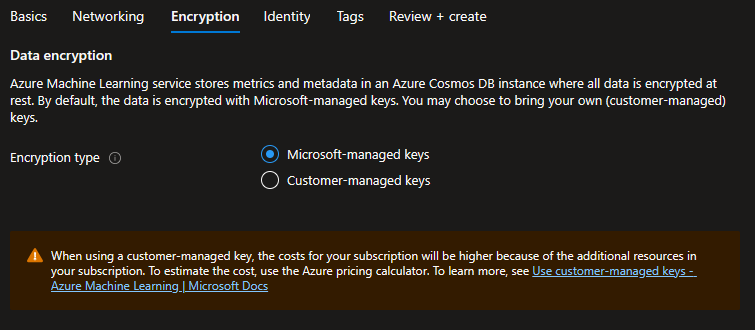 Basics Networking Encryption Identity Tags Review + create
Data encryption
Azure Machine Learning service stores metrics and metadata in an Azure Cosmos DB instance where all data is encrypted at
rest. By default, the data is encrypted with Microsoft-managed keys. You may choose to bring your own (customer-managed)
keys.
Encryption type
Microsoft-managed keys
Customer-managed keys
When using a customer-managed key, the costs for your subscription will be higher because of the additional resources in
your subscription. To estimate the cost, use the Azure pricing calculator. To learn more, see Use customer-managed keys -
Azure Machine Learning | Microsoft Docs